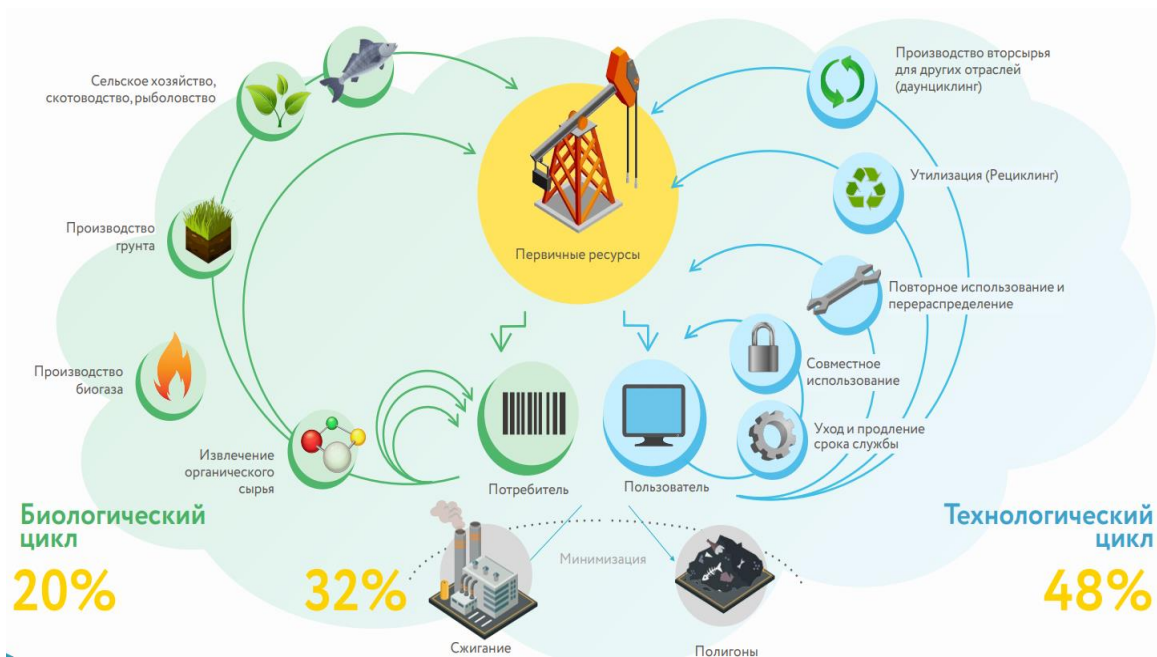 Сельское хозяйство,
скотоводство, рыболовство
Производство
грунта
Производство
биогаза
Извлечение
органического
сырья
Первичные ресурсы
Потребитель
Пользователь
Производство вторсырья
для других отраслей
(даунциклинг)
Утилизация (Рециклинг)
Повторное использование и
перераспределение
Совместное
использование
Уход и продление
срока службы
Биологический
цикл
20%
32%
Минимизация
Сжигание
Полигоны
Технологический
цикл
48%